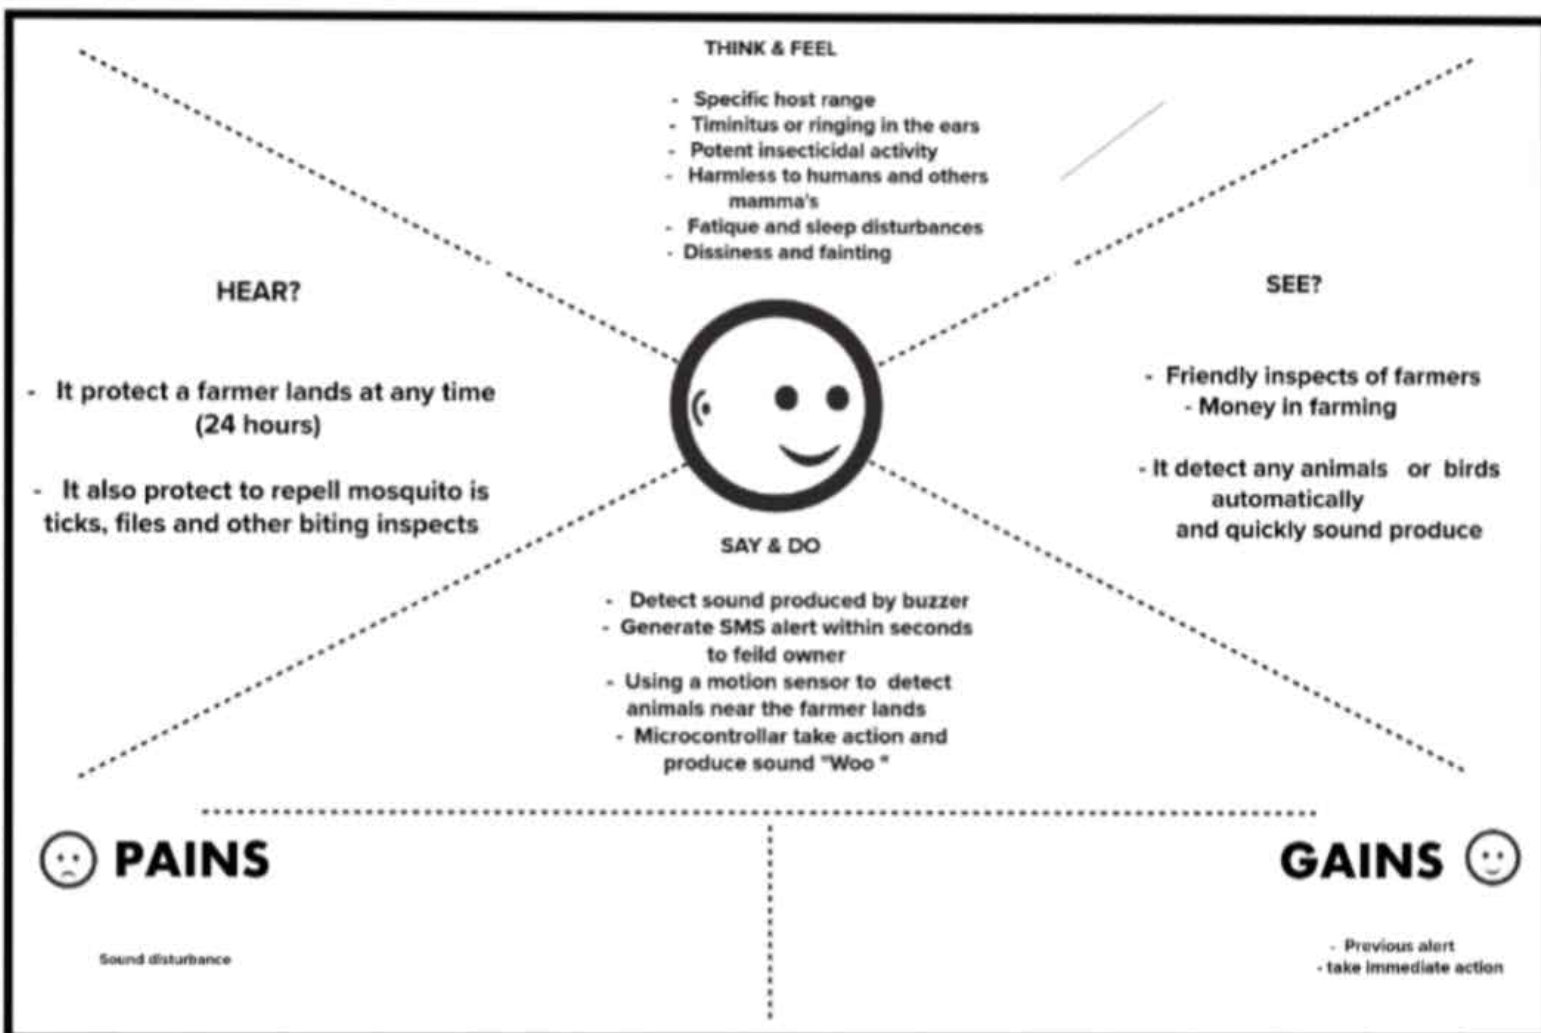 THINK & FEEL
- Specific host range
- Timinitus or ringing in the ears
- Potent insecticidal activity
- Harmless to humans and others
mamma's
- Fatique and sleep disturbances
- Dissiness and fainting
HEAR?
- It protect a farmer lands at any time
(24 hours)
- It also protect to repell mosquito is
ticks, files and other biting inspects
SEE?
- Friendly inspects of farmers
- Money in farming
- It detect any animals or birds
automatically
and quickly sound produce
SAY & DO
- Detect sound produced by buzzer
- Generate SMS alert within seconds
to feild owner
- Using a motion sensor to detect
animals near the farmer lands
- Microcontrollar take action and
produce sound "Woo "
PAINS
Sound disturbance
GAINS
- Previous alert
- take immediate action